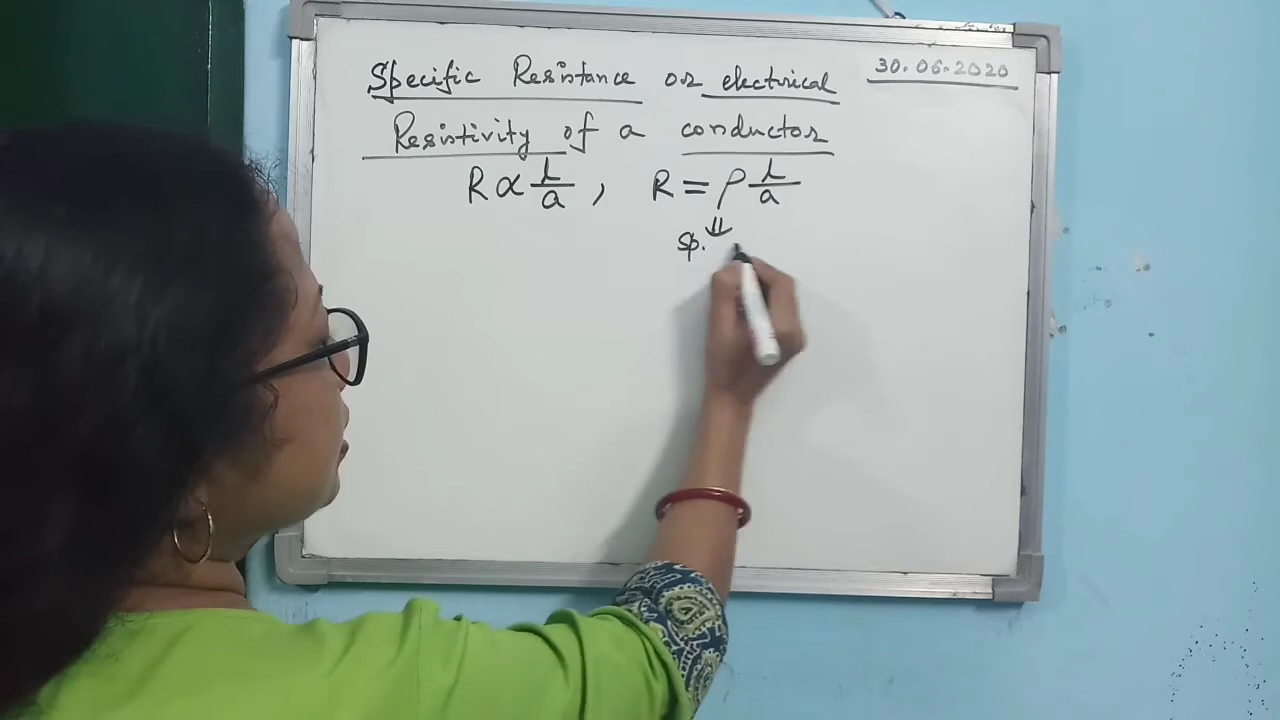 Specific Resistance or electrical
30.06.2020
Resistivity of a conductor
R ∝ l/a , R = ρ l/a
⇓
Sp.